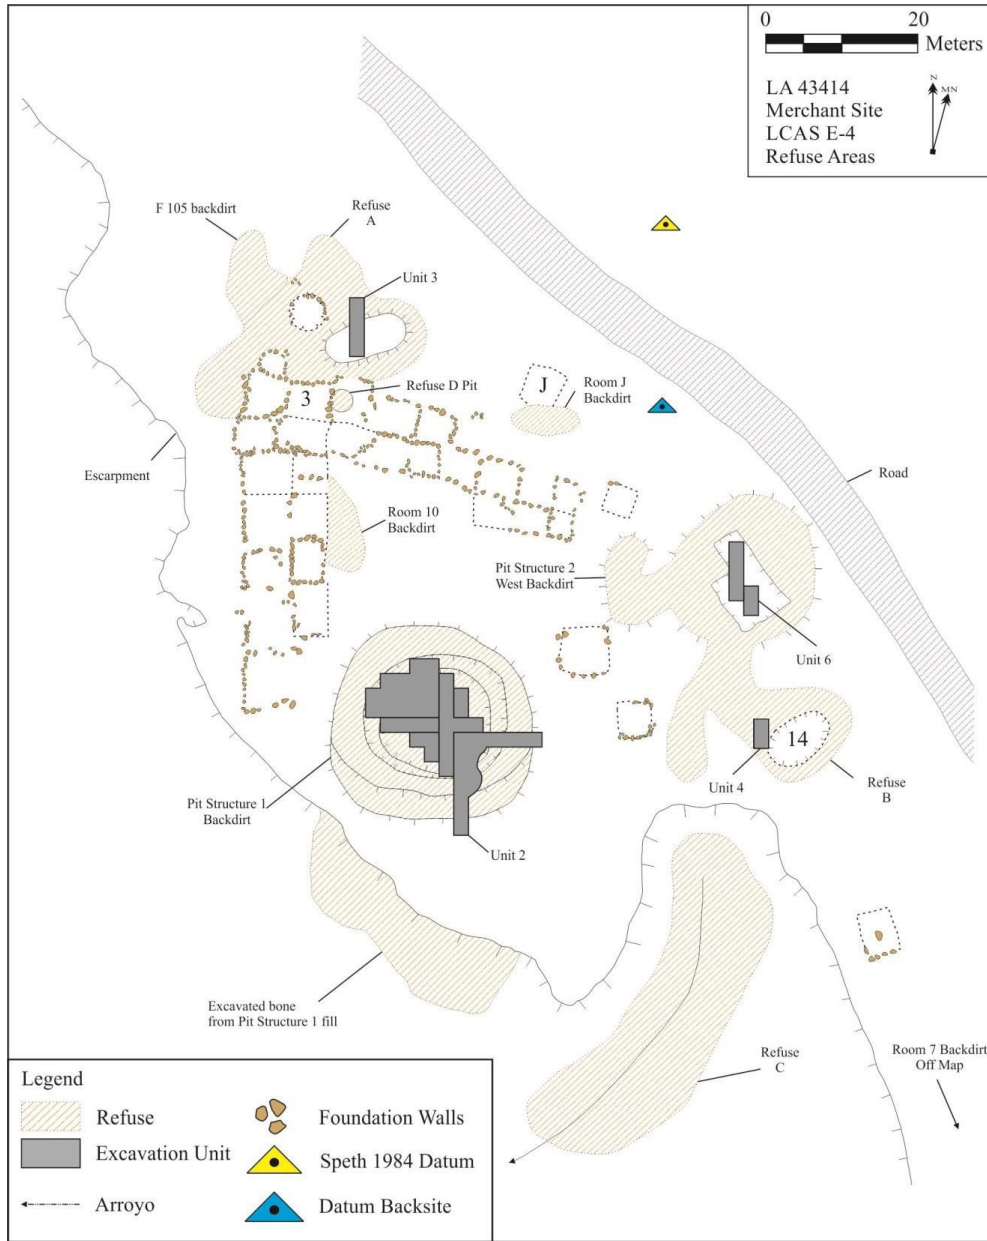 0 20
Meters
LA 43414
Merchant Site
LCAS E-4
Refuse Areas
N
MN
F 105 backdirt
Refuse
A
Unit 3
3
Refuse D Pit
J
Room J
Backdirt
Escarpment
Road
Room 10
Backdirt
Pit Structure 2
West Backdirt
Unit 6
14
Unit 4
Refuse
B
Pit Structure 1
Backdirt
Unit 2
Excavated bone
from Pit Structure 1 fill
Refuse
C
Room 7 Backdirt
Off Map
Legend
Refuse
Excavation Unit
Arroyo
Foundation Walls
Speth 1984 Datum
Datum Backsite